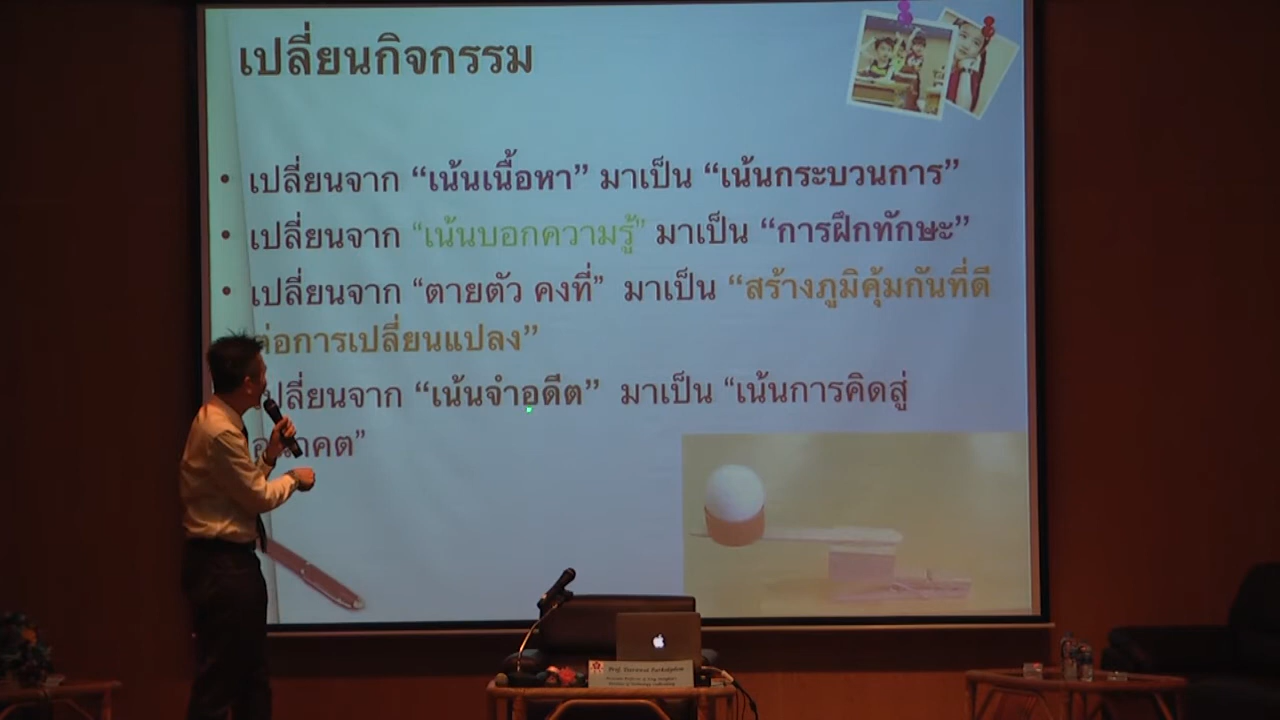 เปลี่ยนกิจกรรม
• เปลี่ยนจาก “เน้นเนื้อหา” มาเป็น “เน้นกระบวนการ”
• เปลี่ยนจาก “เน้นบอกความรู้” มาเป็น “การฝึกทักษะ”
• เปลี่ยนจาก “ตายตัว คงที่” มาเป็น “สร้างภูมิคุ้มกันที่ดี
ต่อการเปลี่ยนแปลง”
เปลี่ยนจาก “เน้นจำอดีต” มาเป็น “เน้นการคิดสู่
อนาคต”
Prof.